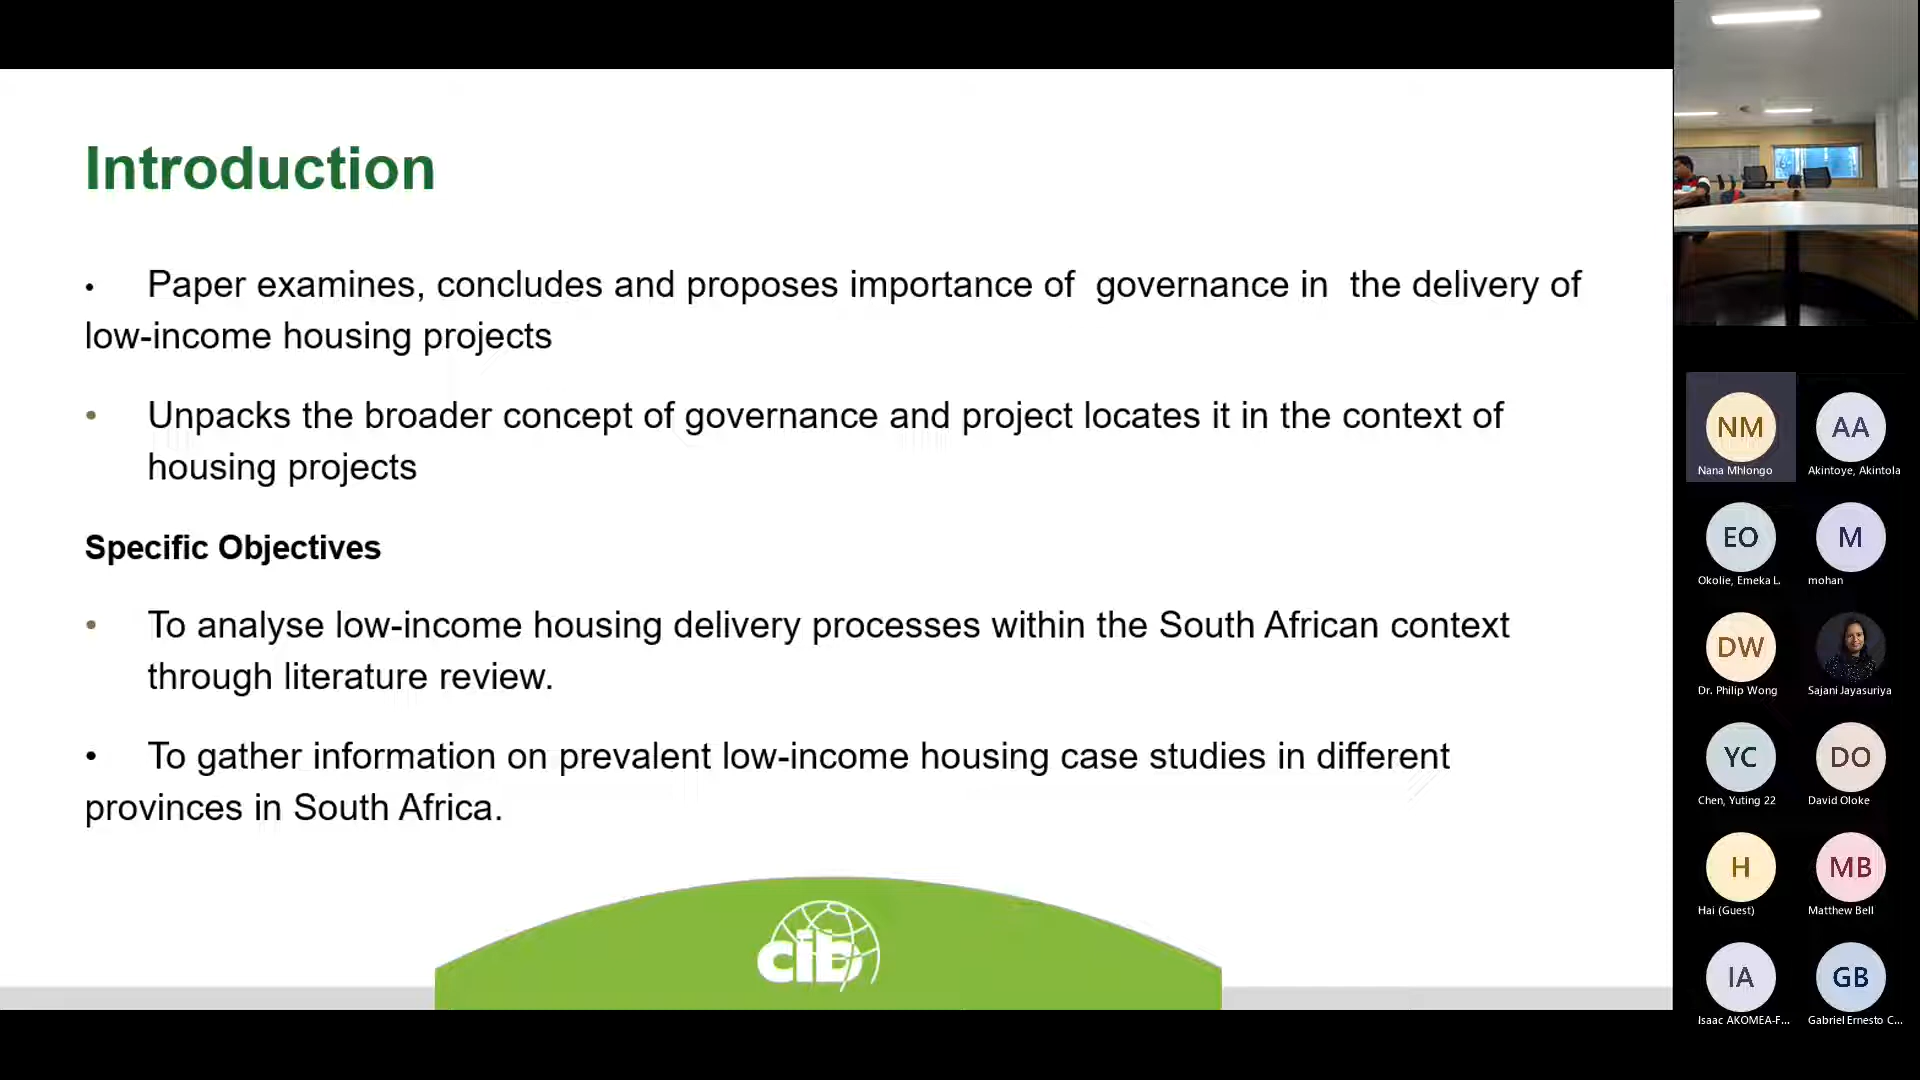 Introduction
• Paper examines, concludes and proposes importance of  governance in  the delivery of
low-income housing projects
• Unpacks the broader concept of governance and project locates it in the context of
housing projects
Specific Objectives
• To analyse low-income housing delivery processes within the South African context
through literature review.
• To gather information on prevalent low-income housing case studies in different
provinces in South Africa.
cib
NM
Nana Mhlongo
AA
Akintoye, Akintola
EO
Okolie, Emeka L.
M
mohan
DW
Dr. Philip Wong
Sajani Jayasuriya
YC
Chen, Yuting 22
DO
David Oloke
H
Hai (Guest)
MB
Matthew Bell
IA
Isaac AKOMEA-F...
GB
Gabriel Ernesto C...